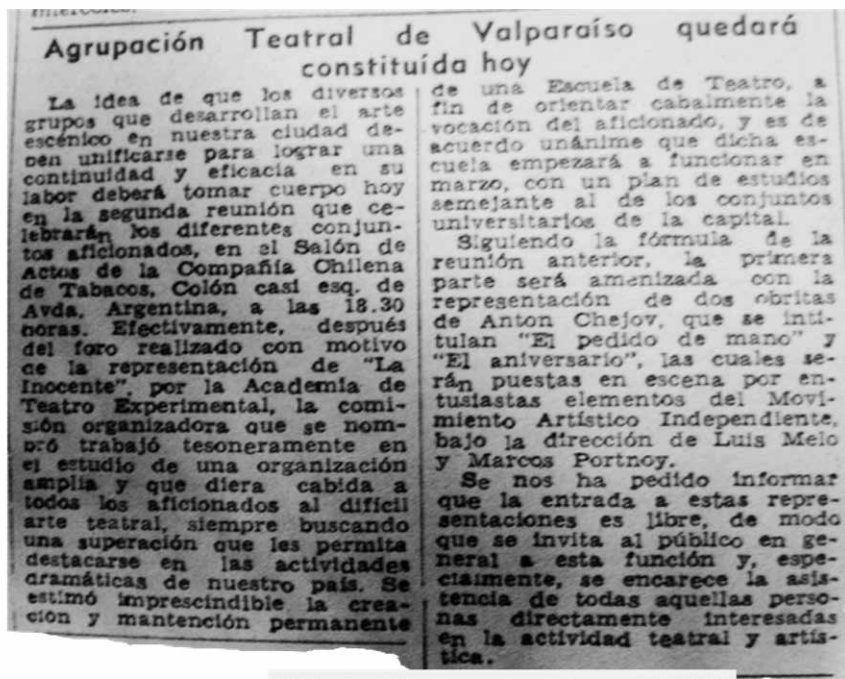 miércoles.
Agrupación Teatral de Valparaíso quedará
constituída hoy
La idea de que los diversos
grupos que desarrollan el arte
escénico en nuestra ciudad de-
ben unificarse para lograr una
continuidad y eficacia en su
labor deberá tomar cuerpo hoy
en la segunda reunión que ce-
lebrarán los diferentes conjun-
tos aficionados, en el Salón de
Actos de la Compañía Chilena
de Tabacos, Colón casi esq. de
Avda. Argentina, a las 18.30
horas. Efectivamente, después
del foro realizado con motivo
de la representación de "La
Inocente", por la Academia de
Teatro Experimental, la comi-
sión organizadora que se nom-
bró trabajó tesoneramente en
el estudio de una organización
amplia y que diera cabida a
todos los aficionados al difícil
arte teatral, siempre buscando
una superación que les permita
destacarse en las actividades
dramáticas de nuestro país. Se
estimó imprescindible la crea-
ción y mantención permanente
de una Escuela de Teatro, a
fin de orientar cabalmente la
vocación del aficionado, y es de
acuerdo unánime que dicha es-
cuela empezará a funcionar en
marzo, con un plan de estudios
semejante al de los conjuntos
universitarios de la capital.
Siguiendo la fórmula de la
reunión anterior, la primera
parte será amenizada con la
representación de dos obritas
de Anton Chejov, que se inti-
tulan "El pedido de mano" y
"El aniversario", las cuales se-
rán puestas en escena por en-
tusiastas elementos del Movi-
miento Artístico Independiente,
bajo la dirección de Luis Melo
y Marcos Portnoy.
Se nos ha pedido informar
que la entrada a estas repre-
sentaciones es libre, de modo
que se invita al público en ge-
neral a esta función y, espe-
cialmente, se encarece la asis-
tencia de todas aquellas perso-
nas directamente interesadas
en la actividad teatral y artís-
tica.